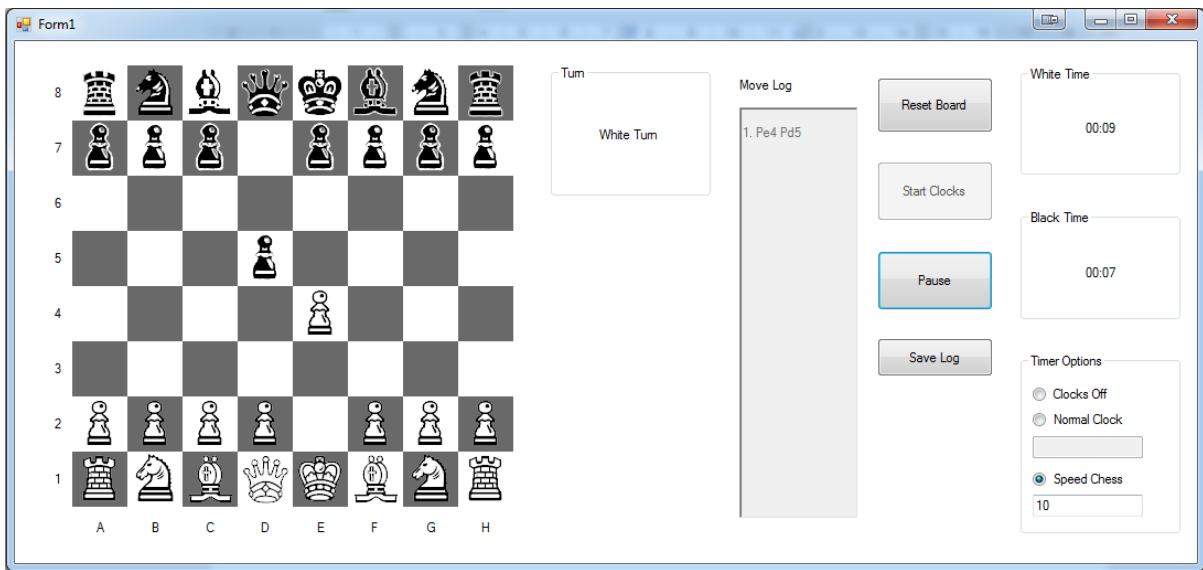 Form1
8
7
6
5
4
3
2
1
A B C D E F G H
Turn
White Turn
Move Log
1. Pe4 Pd5
Reset Board
Start Clocks
Pause
Save Log
White Time
00:09
Black Time
00:07
Timer Options
Clocks Off
Normal Clock
Speed Chess
10